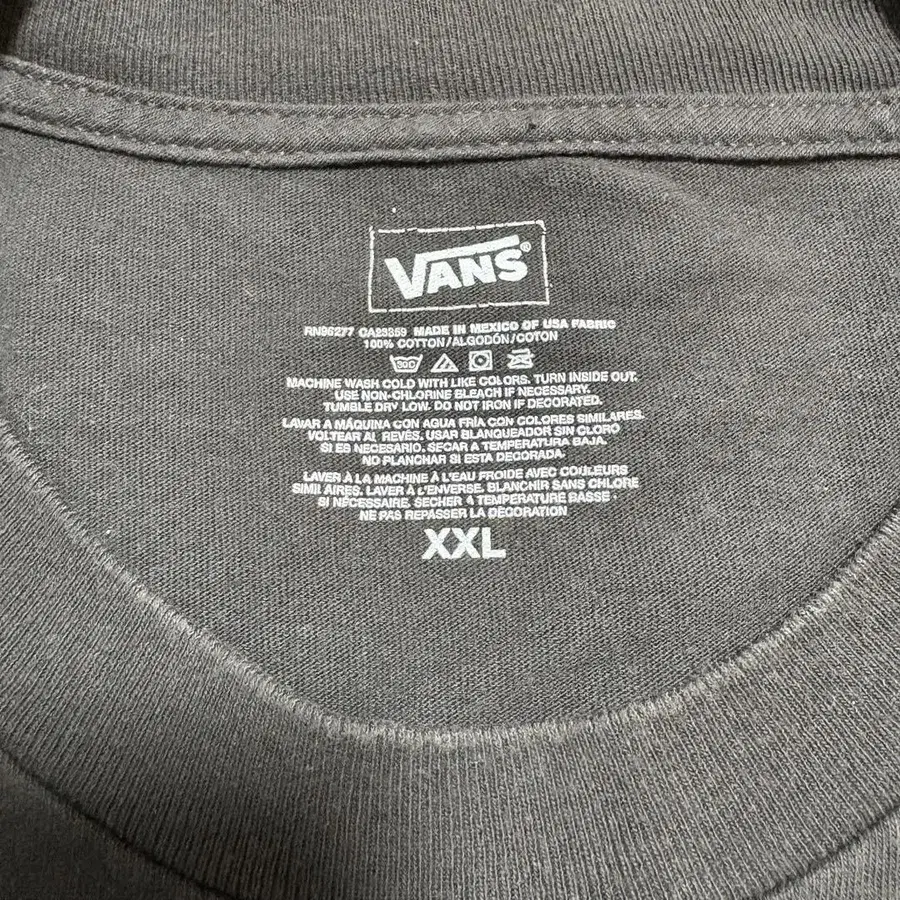 VANS®
RN96277 CA23359 MADE IN MEXICO OF USA FABRIC
100% COTTON/ALGODÓN/COTON
30C
MACHINE WASH COLD WITH LIKE COLORS. TURN INSIDE OUT.
USE NON-CHLORINE BLEACH IF NECESSARY.
TUMBLE DRY LOW. DO NOT IRON IF DECORATED.
LAVAR A MÁQUINA CON AGUA FRÍA CON COLORES SIMILARES.
VOLTEAR AL REVÉS. USAR BLANQUEADOR SIN CLORO
SI ES NECESARIO. SECAR A TEMPERATURA BAJA.
NO PLANCHAR SI ESTA DECORADA.
LAVER À LA MACHINE À L'EAU FROIDE AVEC COULEURS
SIMILAIRES. LAVER À L'ENVERSE. BLANCHIR SANS CHLORE
SI NÉCESSAIRE. SÉCHER À TEMPERATURE BASSE -
NE PAS REPASSER LA DÉCORATION
XXL